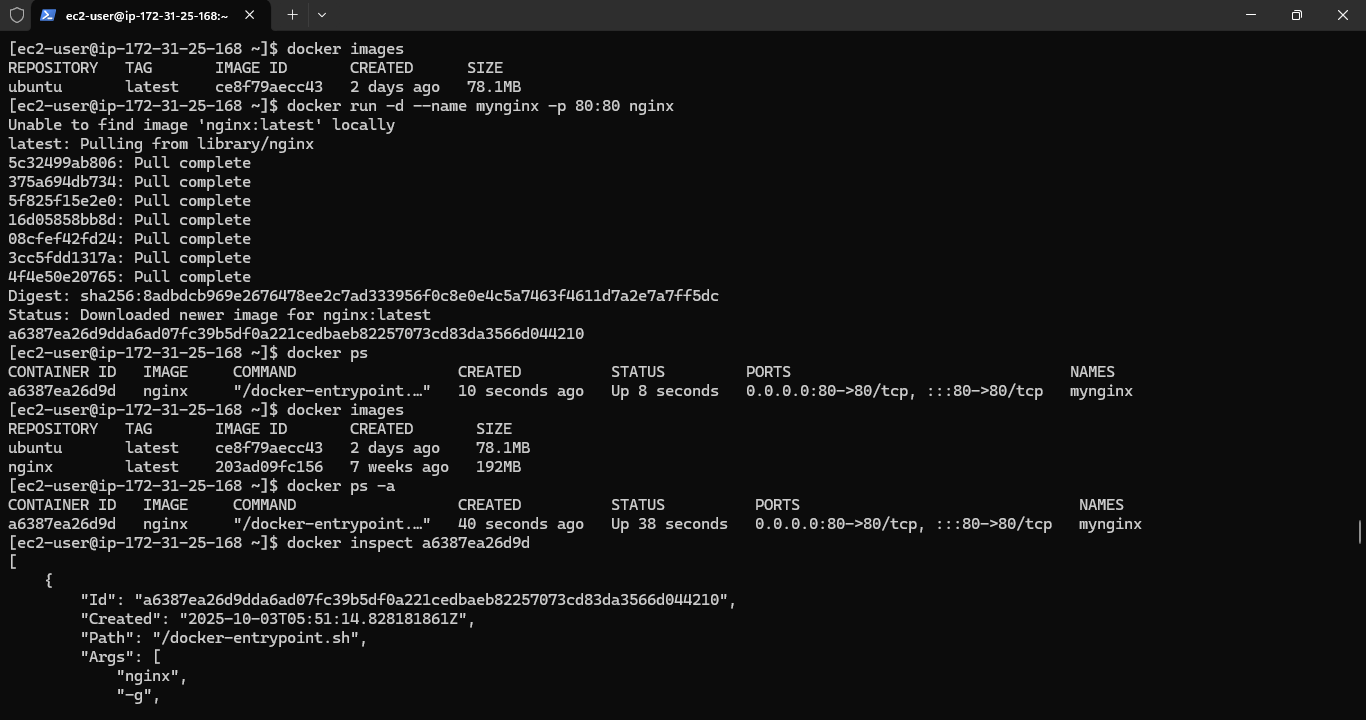 ec2-user@ip-172-31-25-168:~
[ec2-user@ip-172-31-25-168 ~]$ docker images
REPOSITORY   TAG       IMAGE ID       CREATED      SIZE
ubuntu       latest    ce8f79aecc43   2 days ago   78.1MB
[ec2-user@ip-172-31-25-168 ~]$ docker run -d --name mynginx -p 80:80 nginx
Unable to find image 'nginx:latest' locally
latest: Pulling from library/nginx
5c32499ab806: Pull complete
375a694db734: Pull complete
5f825f15e2e0: Pull complete
16d05858bb8d: Pull complete
08cfef42fd24: Pull complete
3cc5fdd1317a: Pull complete
4f4e50e20765: Pull complete
Digest: sha256:8adbdcb969e2676478ee2c7ad333956f0c8e0e4c5a7463f4611d7a2e7a7ff5dc
Status: Downloaded newer image for nginx:latest
a6387ea26d9dda6ad07fc39b5df0a221cedbaeb82257073cd83da3566d044210
[ec2-user@ip-172-31-25-168 ~]$ docker ps
CONTAINER ID   IMAGE     COMMAND                  CREATED          STATUS         PORTS                               NAMES
a6387ea26d9d   nginx     "/docker-entrypoint.…"   10 seconds ago   Up 8 seconds   0.0.0.0:80->80/tcp, :::80->80/tcp   mynginx
[ec2-user@ip-172-31-25-168 ~]$ docker images
REPOSITORY   TAG       IMAGE ID       CREATED       SIZE
ubuntu       latest    ce8f79aecc43   2 days ago    78.1MB
nginx        latest    203ad09fc156   7 weeks ago   192MB
[ec2-user@ip-172-31-25-168 ~]$ docker ps -a
CONTAINER ID   IMAGE     COMMAND                  CREATED          STATUS          PORTS                               NAMES
a6387ea26d9d   nginx     "/docker-entrypoint.…"   40 seconds ago   Up 38 seconds   0.0.0.0:80->80/tcp, :::80->80/tcp   mynginx
[ec2-user@ip-172-31-25-168 ~]$ docker inspect a6387ea26d9d
[
    {
        "Id": "a6387ea26d9dda6ad07fc39b5df0a221cedbaeb82257073cd83da3566d044210",
        "Created": "2025-10-03T05:51:14.828181861Z",
        "Path": "/docker-entrypoint.sh",
        "Args": [
            "nginx",
            "-g",